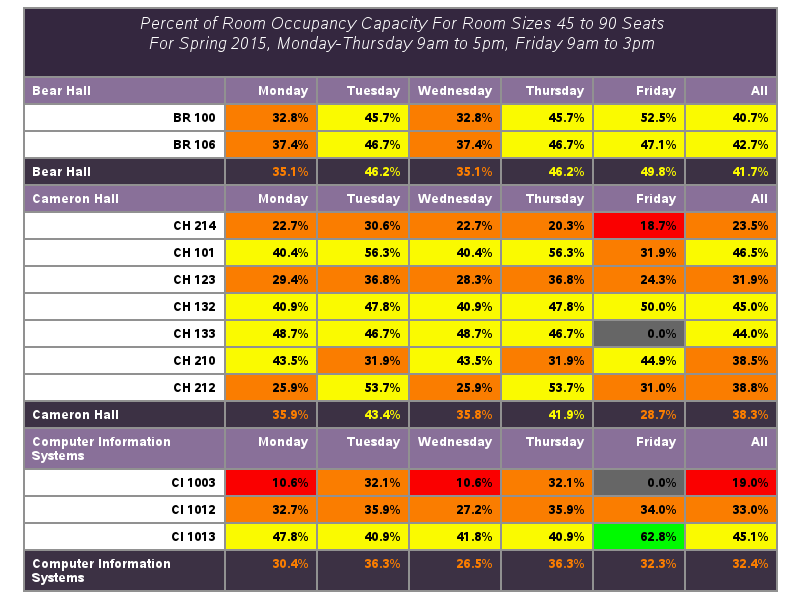 Percent of Room Occupancy Capacity For Room Sizes 45 to 90 Seats
For Spring 2015, Monday-Thursday 9am to 5pm, Friday 9am to 3pm
Bear Hall Monday Tuesday Wednesday Thursday Friday All
BR 100 32.8% 45.7% 32.8% 45.7% 52.5% 40.7%
BR 106 37.4% 46.7% 37.4% 46.7% 47.1% 42.7%
Bear Hall 35.1% 46.2% 35.1% 46.2% 49.8% 41.7%
Cameron Hall Monday Tuesday Wednesday Thursday Friday All
CH 214 22.7% 30.6% 22.7% 20.3% 18.7% 23.5%
CH 101 40.4% 56.3% 40.4% 56.3% 31.9% 46.5%
CH 123 29.4% 36.8% 28.3% 36.8% 24.3% 31.9%
CH 132 40.9% 47.8% 40.9% 47.8% 50.0% 45.0%
CH 133 48.7% 46.7% 48.7% 46.7% 0.0% 44.0%
CH 210 43.5% 31.9% 43.5% 31.9% 44.9% 38.5%
CH 212 25.9% 53.7% 25.9% 53.7% 31.0% 38.8%
Cameron Hall 35.9% 43.4% 35.8% 41.9% 28.7% 38.3%
Computer Information Monday Tuesday Wednesday Thursday Friday All
Systems
CI 1003 10.6% 32.1% 10.6% 32.1% 0.0% 19.0%
CI 1012 32.7% 35.9% 27.2% 35.9% 34.0% 33.0%
CI 1013 47.8% 40.9% 41.8% 40.9% 62.8% 45.1%
Computer Information 30.4% 36.3% 26.5% 36.3% 32.3% 32.4%
Systems